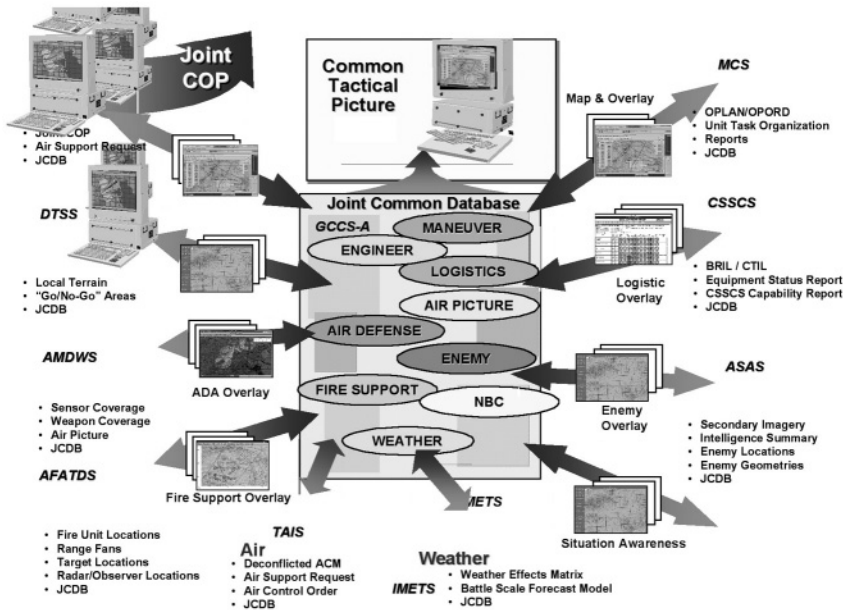 Joint
COP
Common
Tactical
Picture
Map & Overlay
MCS
• OPLAN/OPORD
• Unit Task Organization
• Reports
• JCDB
Joint COP
• Air Support Request
• JCDB
DTSS
• Local Terrain
• “Go/No-Go” Areas
• JCDB
Joint Common Database
GCCS-A
MANEUVER
ENGINEER
LOGISTICS
AIR PICTURE
AIR DEFENSE
ENEMY
FIRE SUPPORT
NBC
WEATHER
CSSCS
Logistic
Overlay
• BRIL / CTIL
• Equipment Status Report
• CSSCS Capability Report
• JCDB
AMDWS
ADA Overlay
• Sensor Coverage
• Weapon Coverage
• Air Picture
• JCDB
ASAS
Enemy
Overlay
• Secondary Imagery
• Intelligence Summary
• Enemy Locations
• Enemy Geometries
• JCDB
AFATDS
Fire Support Overlay
• Fire Unit Locations
• Range Fans
• Target Locations
• Radar/Observer Locations
• JCDB
TAIS
Air
• Deconflicted ACM
• Air Support Request
• Air Control Order
• JCDB
IMETS
Weather
IMETS
• Weather Effects Matrix
• Battle Scale Forecast Model
• JCDB
Situation Awareness